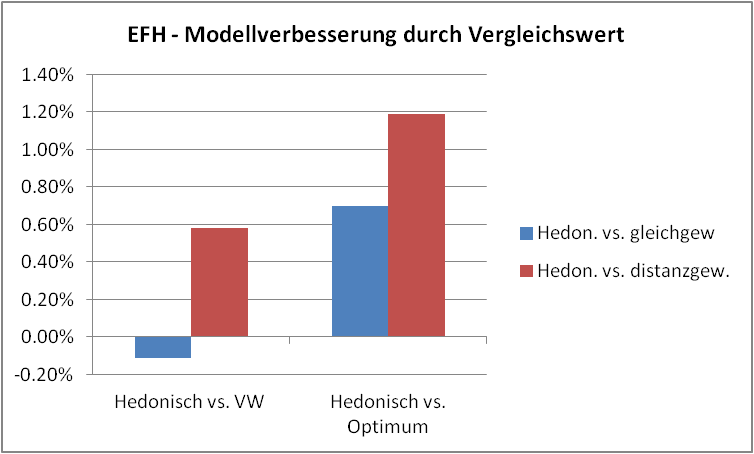 EFH - Modellverbesserung durch Vergleichswert
1.40%
1.20%
1.00%
0.80%
0.60%
0.40%
0.20%
0.00%
-0.20%
Hedonisch vs. VW
Hedonisch vs.
Optimum
Hedon. vs. gleichgew
Hedon. vs. distanzgew.